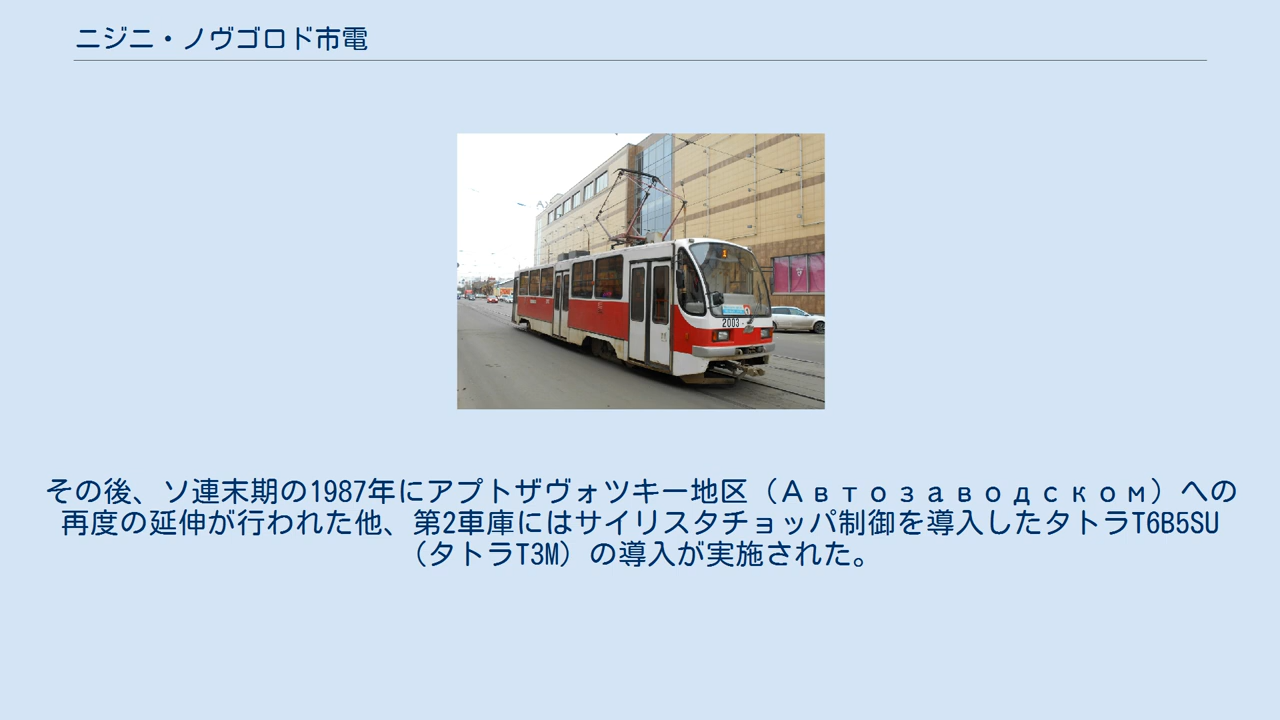 ニジニ・ノヴゴロド市電
2003
その後、ソ連末期の1987年にアプトザヴォツキー地区（Автозаводском）への
再度の延伸が行われた他、第2車庫にはサイリスタチョッパ制御を導入したタトラT6B5SU
（タトラT3M）の導入が実施された。